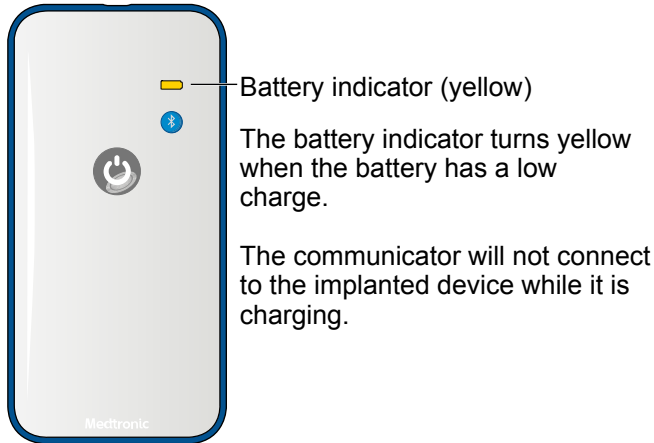 Battery indicator (yellow)
The battery indicator turns yellow
when the battery has a low
charge.
The communicator will not connect
to the implanted device while it is
charging.
Medtronic